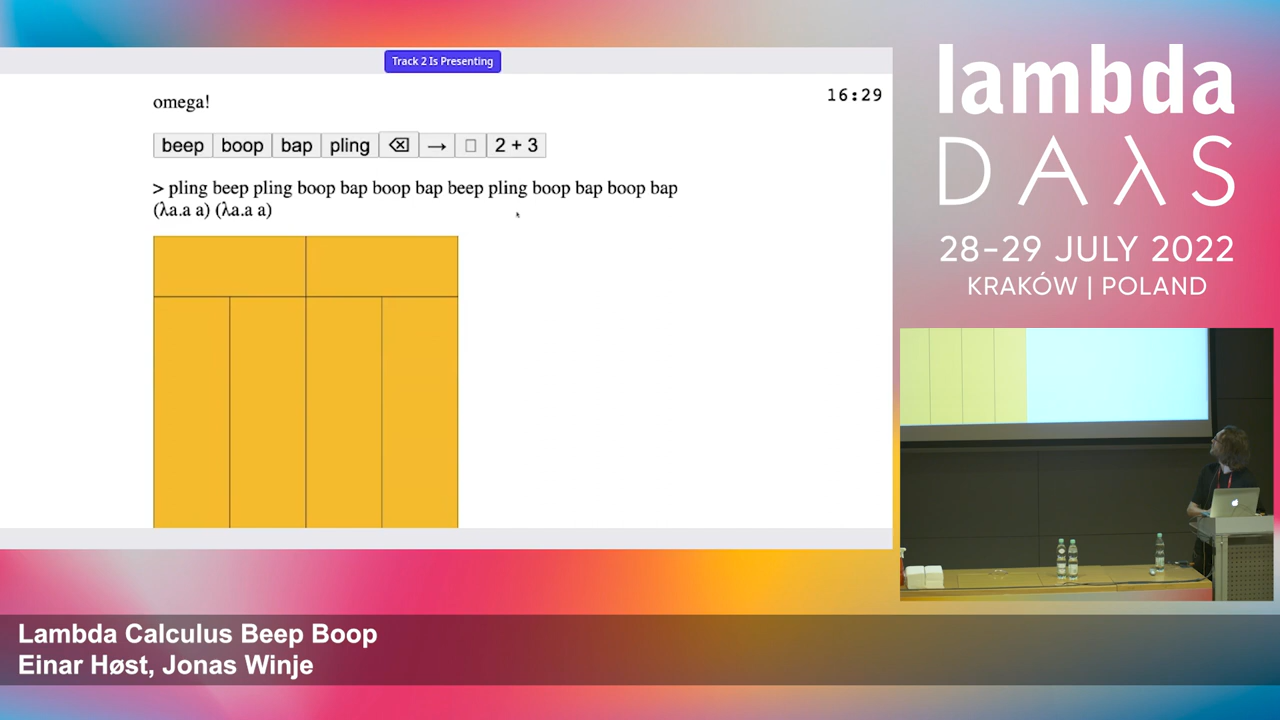 Track 2 Is Presenting
omega!
16:29
beep boop bap pling ⌫ → 2 + 3
> pling beep pling boop bap boop bap beep pling boop bap boop bap
(λa.a a) (λa.a a)
lambda
DAλS
28–29 JULY 2022
KRAKÓW | POLAND
Lambda Calculus Beep Boop
Einar Høst, Jonas Winje